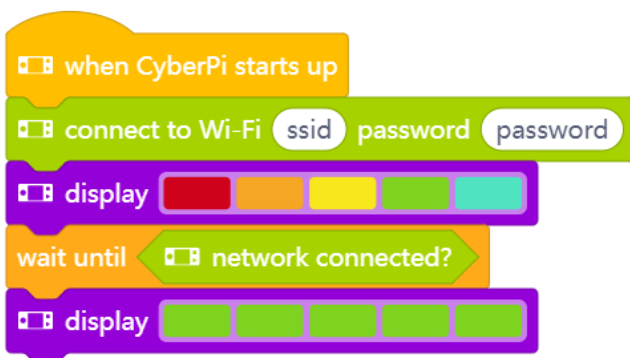 when CyberPi starts up
connect to Wi-Fi ssid password password
display
wait until network connected?
display